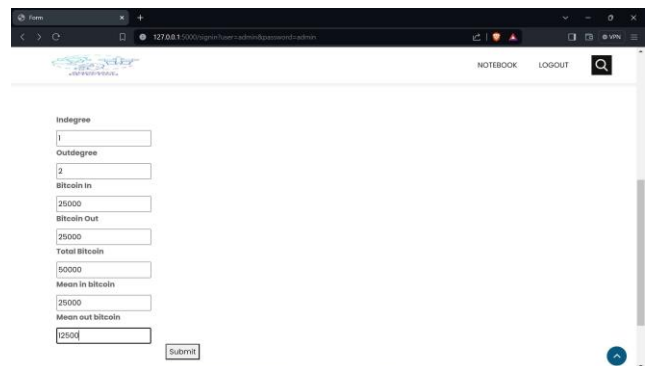 Form
127.0.0.1:5000/signin?user=admin&password=admin
VPN
NOTEBOOK LOGOUT
Indegree
1
Outdegree
2
Bitcoin In
25000
Bitcoin Out
25000
Total Bitcoin
50000
Mean in bitcoin
25000
Mean out bitcoin
12500
Submit